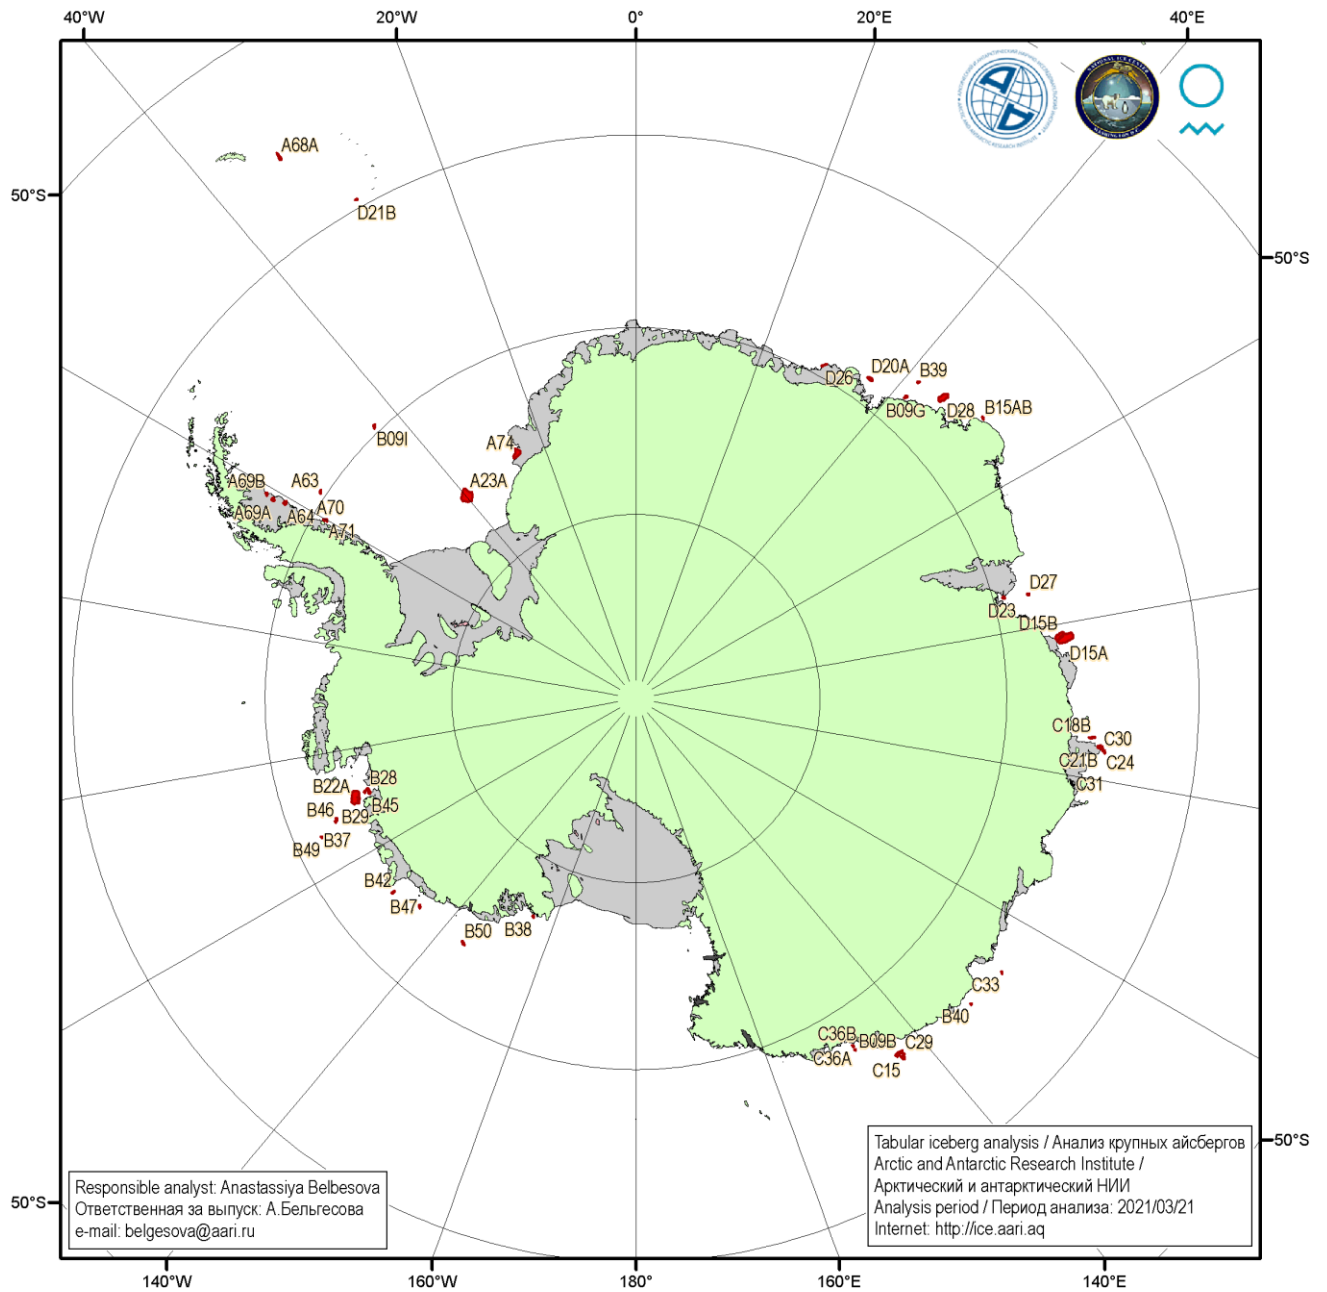 40°W
20°W
0°
20°E
40°E
A68A
50°S
D21B
50°S
D26
D20A
B39
B09G
D28
B15AB
B09I
A74
A23A
A69B
A63
A69A
A64
A70
A71
D27
D23
D15B
D15A
C18B
C30
C21B
C24
C31
B28
B22A
B45
B46
B29
B37
B49
B42
B47
B50
B38
C33
B40
C36B
B09B
C29
C36A
C15
50°S
50°S
Responsible analyst: Anastassiya Belbesova
Ответственная за выпуск: А.Бельгесова
e-mail: belgesova@aari.ru
Tabular iceberg analysis / Анализ крупных айсбергов
Arctic and Antarctic Research Institute /
Арктический и антарктический НИИ
Analysis period / Период анализа: 2021/03/21
Internet: http://ice.aari.aq
140°W
160°W
180°
160°E
140°E